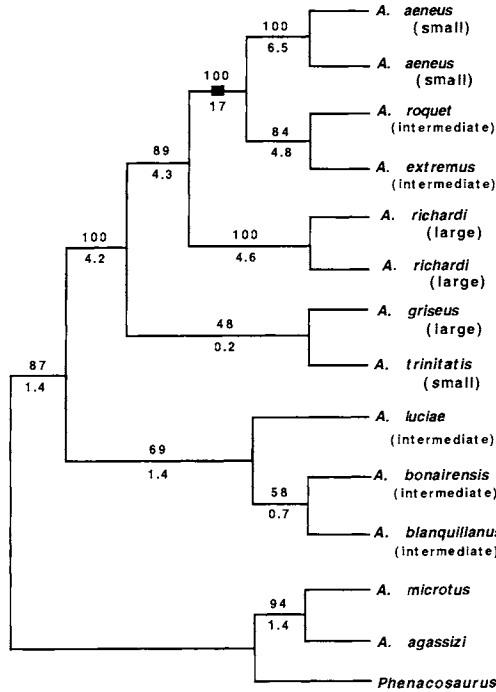 A. aeneus
100
(small)
6.5
A. aeneus
100
(small)
17
A. roquet
84
(intermediate)
4.8
89
A. extremus
4.3
(intermediate)
A. richardi
100
(large)
100
4.6
4.2
A. richardi
(large)
A. griseus
48
(large)
0.2
87
A. trinitatis
1.4
(small)
A. luciae
69
(intermediate)
1.4
A. bonairensis
58
(intermediate)
0.7
A. blanquillanus
(intermediate)
A. microtus
94
1.4
A. agassizi
Phenacosaurus